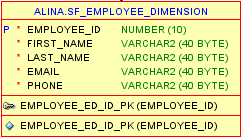 ALINA.SF_EMPLOYEE_DIMENSION
P * EMPLOYEE_ID NUMBER (10)
* FIRST_NAME VARCHAR2 (40 BYTE)
* LAST_NAME VARCHAR2 (40 BYTE)
* EMAIL VARCHAR2 (40 BYTE)
* PHONE VARCHAR2 (40 BYTE)
EMPLOYEE_ED_ID_PK (EMPLOYEE_ID)
EMPLOYEE_ED_ID_PK (EMPLOYEE_ID)